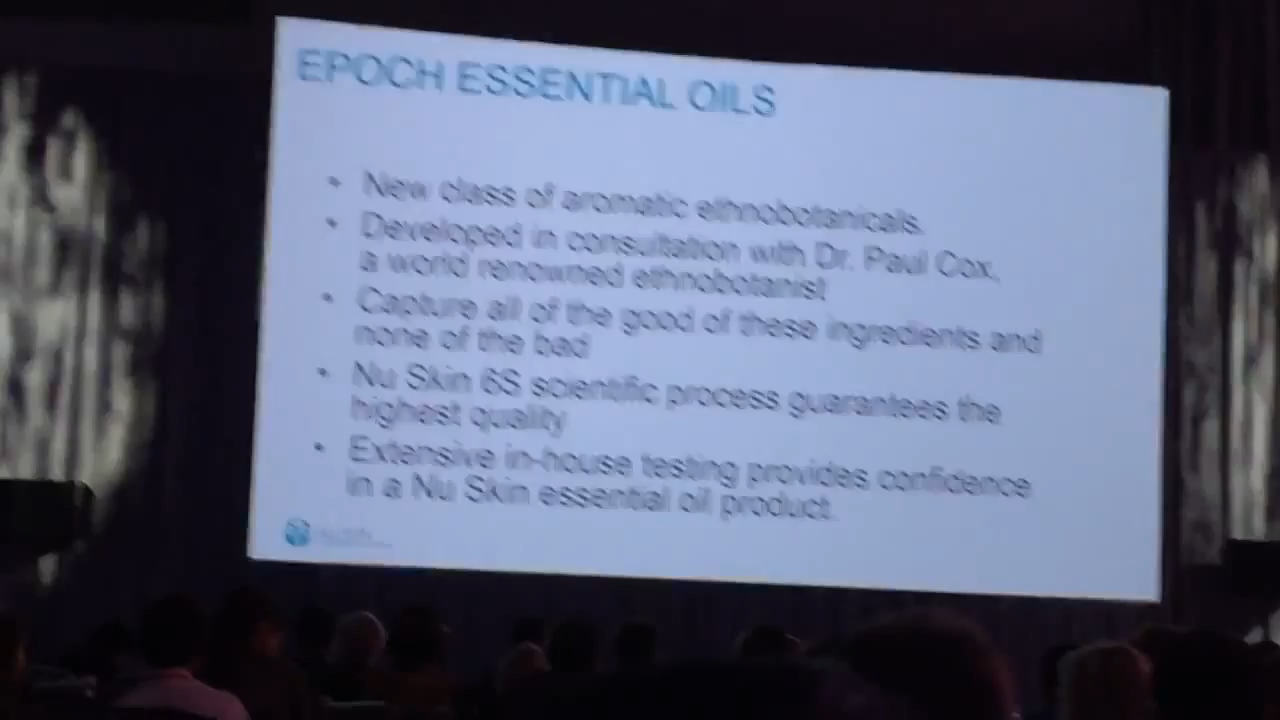 EPOCH ESSENTIAL OILS
• New class of aromatic ethnobotanicals.
• Developed in consultation with Dr. Paul Cox,
a world renowned ethnobotanist
• Capture all of the good of these ingredients and
none of the bad
• Nu Skin 6S scientific process guarantees the
highest quality
• Extensive in-house testing provides confidence
in a Nu Skin essential oil product.